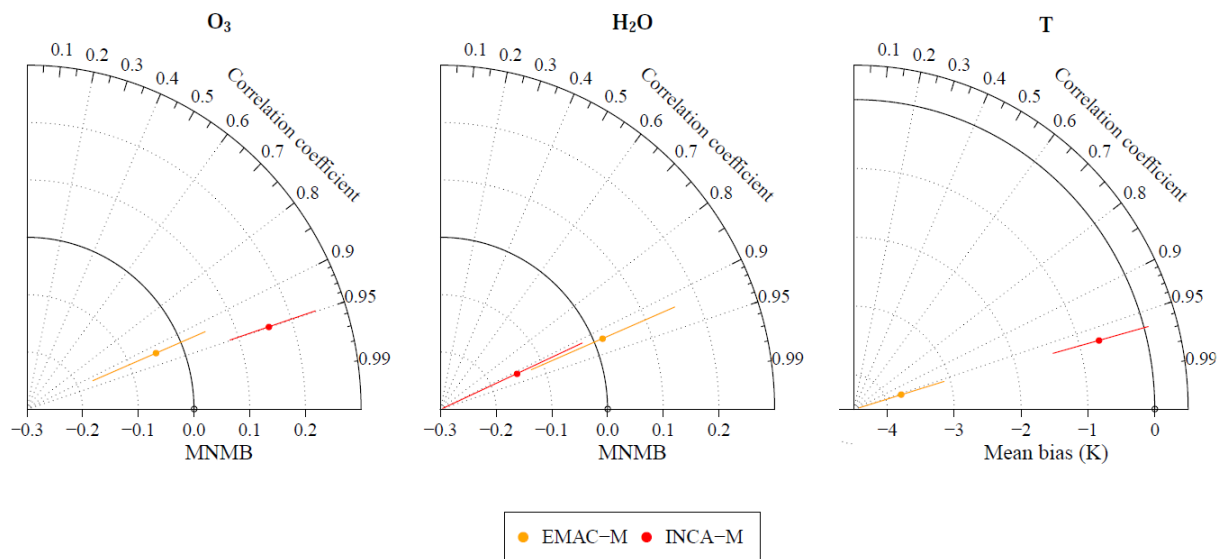 O₃
0.1
0.2
0.3
0.4
0.5
0.6
0.7
0.8
0.9
0.95
0.99
Correlation coefficient
−0.3 −0.2 −0.1 0.0 0.1 0.2
MNMB
H₂O
0.1
0.2
0.3
0.4
0.5
0.6
0.7
0.8
0.9
0.95
0.99
Correlation coefficient
−0.3 −0.2 −0.1 0.0 0.1 0.2
MNMB
T
0.1
0.2
0.3
0.4
0.5
0.6
0.7
0.8
0.9
0.95
0.99
Correlation coefficient
−4 −3 −2 −1 0
Mean bias (K)
EMAC−M INCA−M